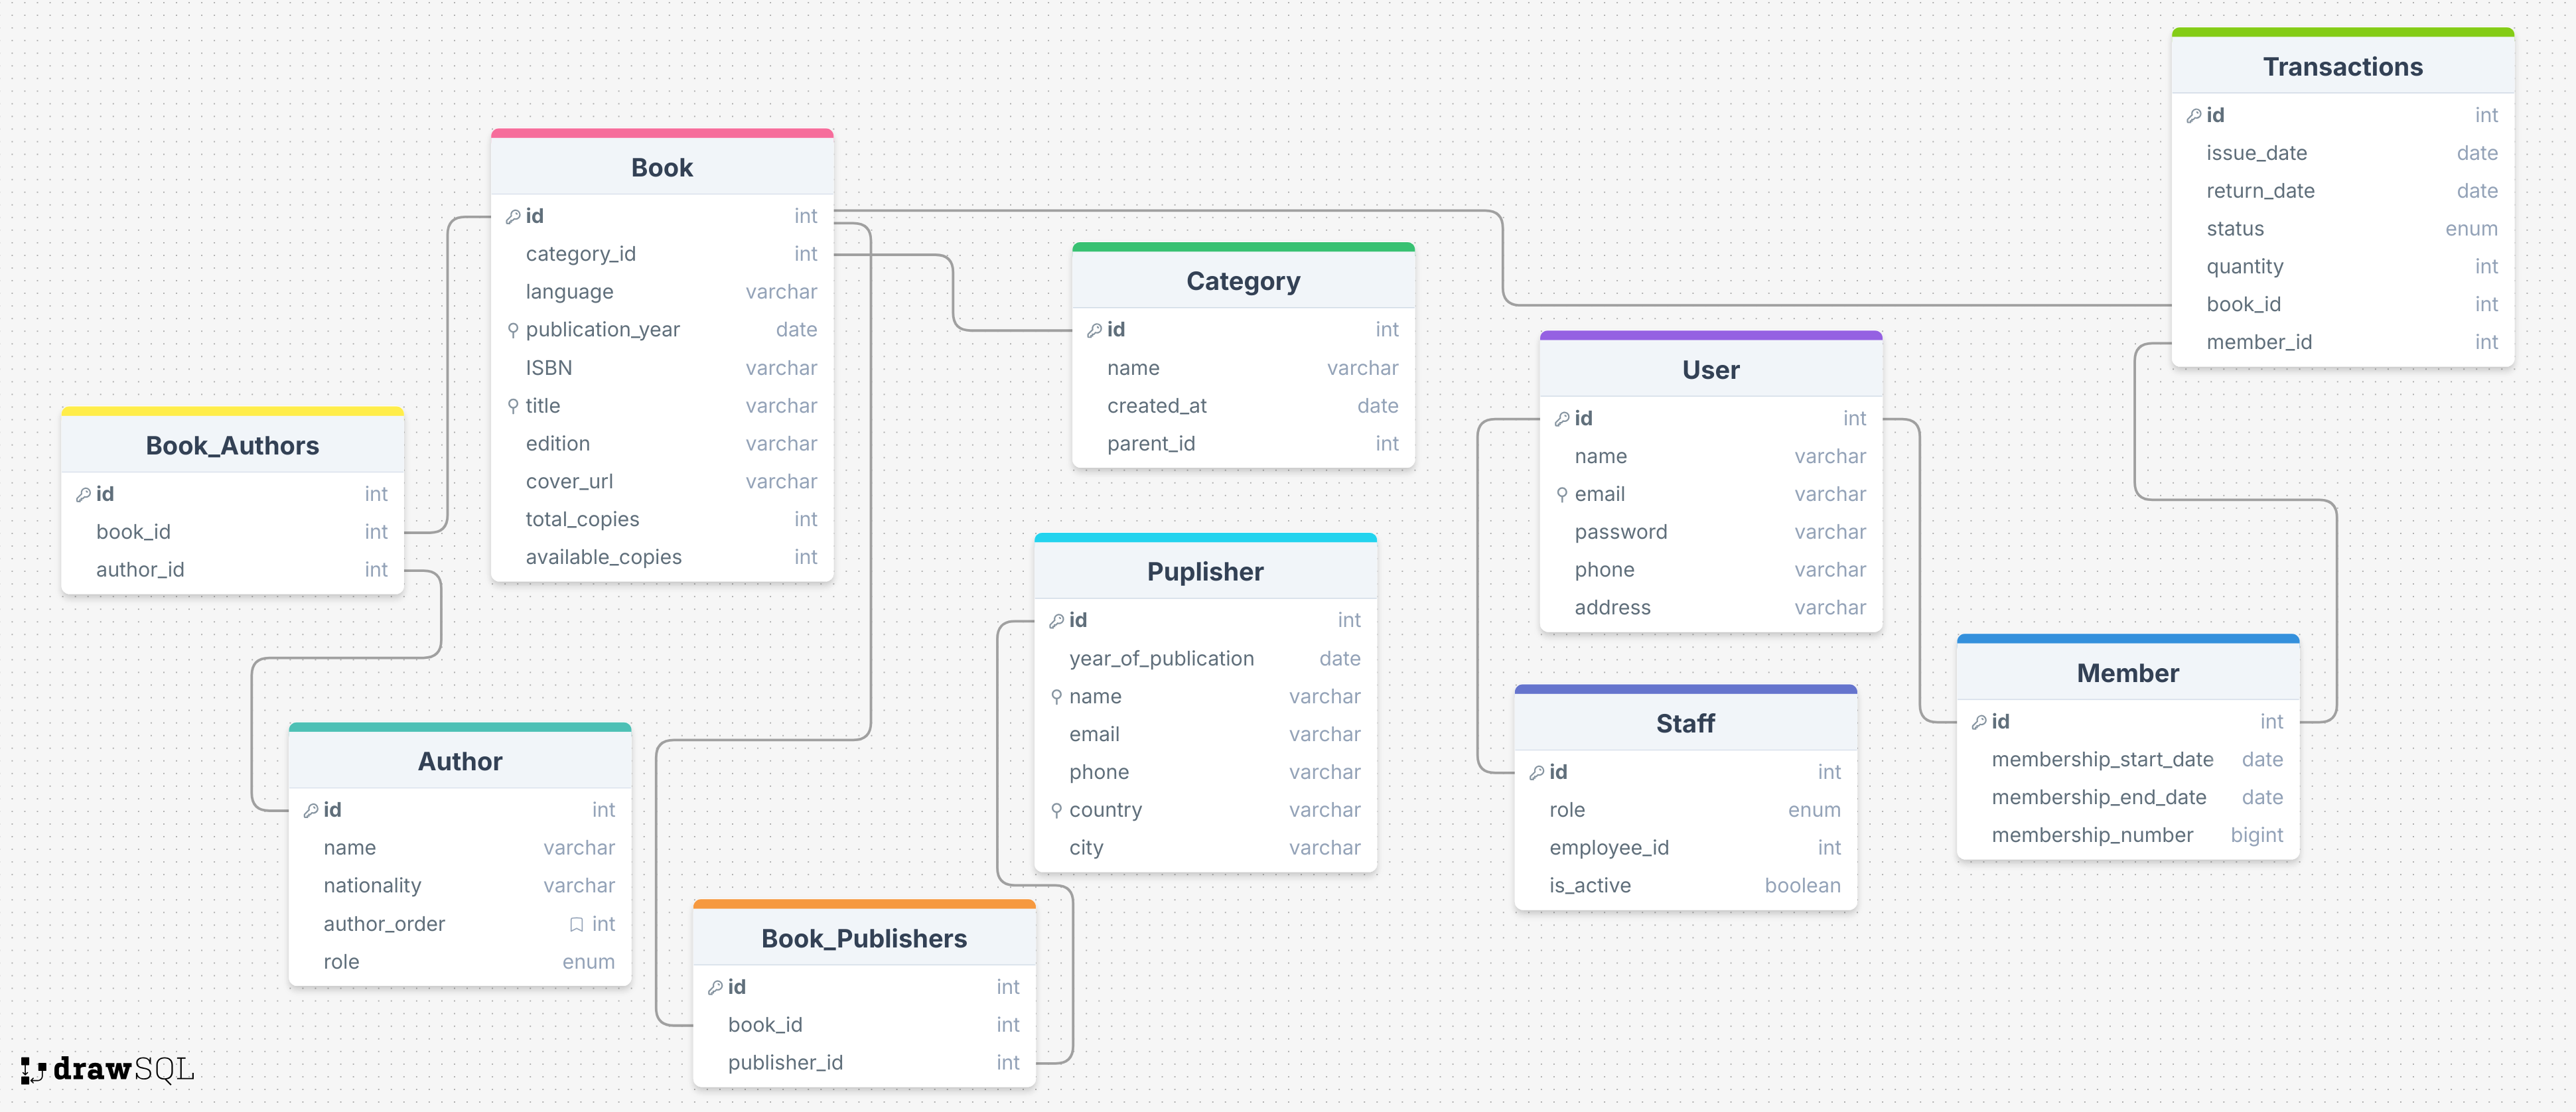 Transactions
id int
issue_date date
return_date date
status enum
quantity int
book_id int
member_id int
Book
id int
category_id int
language varchar
publication_year date
ISBN varchar
title varchar
edition varchar
cover_url varchar
total_copies int
available_copies int
Category
id int
name varchar
created_at date
parent_id int
User
id int
name varchar
email varchar
password varchar
phone varchar
address varchar
Book_Authors
id int
book_id int
author_id int
Puplisher
id int
year_of_publication date
name varchar
email varchar
phone varchar
country varchar
city varchar
Member
id int
membership_start_date date
membership_end_date date
membership_number bigint
Staff
id int
role enum
employee_id int
is_active boolean
Author
id int
name varchar
nationality varchar
author_order int
role enum
Book_Publishers
id int
book_id int
publisher_id int
drawSQL